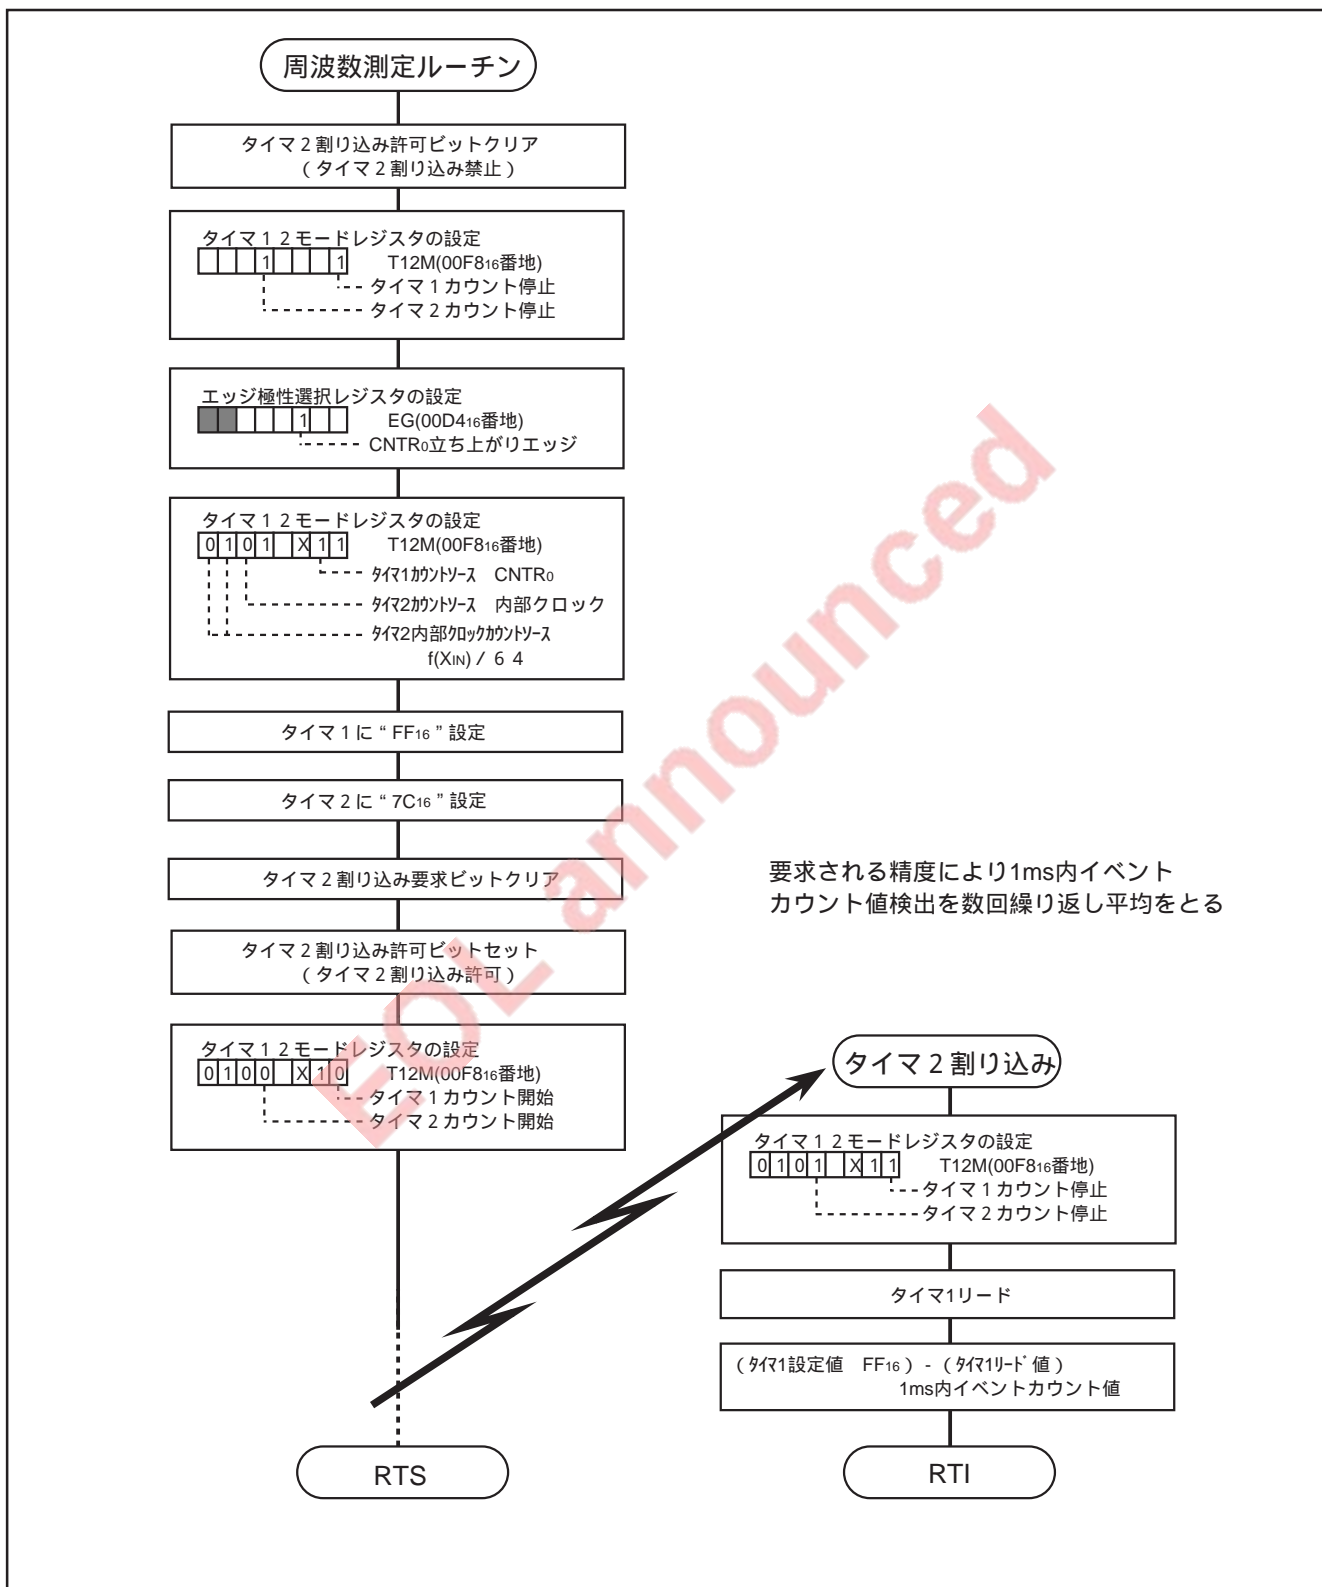 周波数測定ルーチン
タイマ2割り込み許可ビットクリア
(タイマ2割り込み禁止)
タイマ12モードレジスタの設定
1 1 T12M(00F816番地)
タイマ1カウント停止
タイマ2カウント停止
エッジ極性選択レジスタの設定
1 EG(00D416番地)
CNTR0立ち上がりエッジ
タイマ12モードレジスタの設定
0 1 0 1 X 1 1 T12M(00F816番地)
ﾀｲﾏ1ｶｳﾝﾄｿｰｽ CNTR0
ﾀｲﾏ2ｶｳﾝﾄｿｰｽ 内部クロック
ﾀｲﾏ2内部ｸﾛｯｸｶｳﾝﾄｿｰｽ
f(XIN)/64
タイマ1に“FF16”設定
タイマ2に“7C16”設定
タイマ2割り込み要求ビットクリア
タイマ2割り込み許可ビットセット
(タイマ2割り込み許可)
タイマ12モードレジスタの設定
0 1 0 0 X 1 0 T12M(00F816番地)
タイマ1カウント開始
タイマ2カウント開始
RTS
要求される精度により1ms内イベント
カウント値検出を数回繰り返し平均をとる
タイマ2割り込み
タイマ12モードレジスタの設定
0 1 0 1 X 1 1 T12M(00F816番地)
タイマ1カウント停止
タイマ2カウント停止
タイマ1リード
(ﾀｲﾏ1設定値 FF16) - (ﾀｲﾏ1ﾘｰﾄﾞ値)
1ms内イベントカウント値
RTI
EOL announced